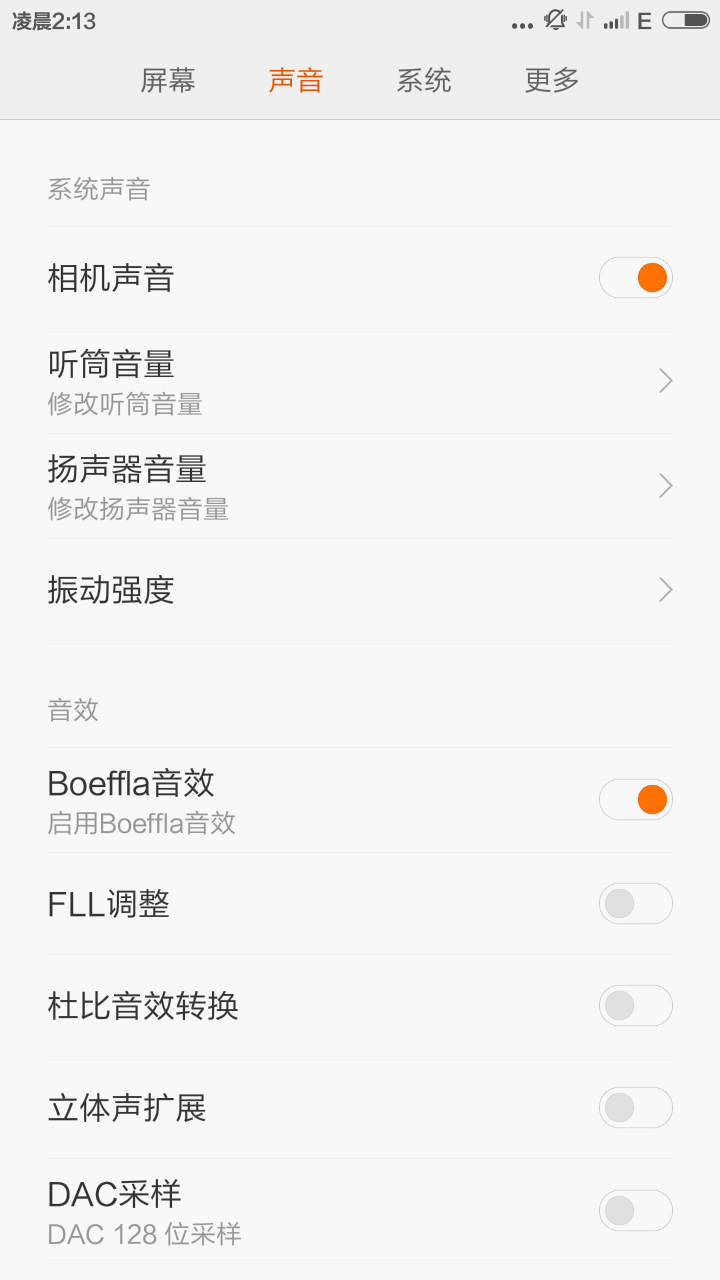 凌晨2:13
E
屏幕 声音 系统 更多
系统声音
相机声音
听筒音量
修改听筒音量
扬声器音量
修改扬声器音量
振动强度
音效
Boeffla音效
启用Boeffla音效
FLL调整
杜比音效转换
立体声扩展
DAC采样
DAC 128 位采样